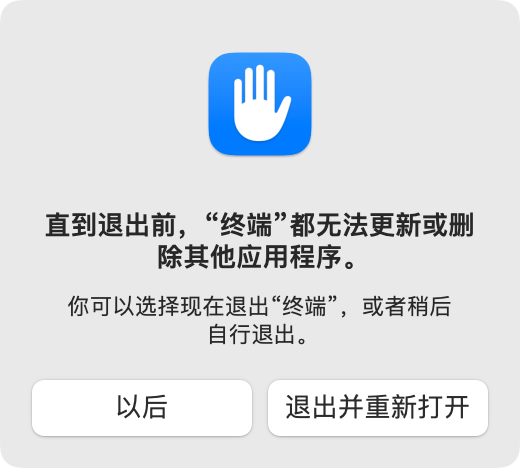 直到退出前，“终端”都无法更新或删
除其他应用程序。
你可以选择现在退出“终端”，或者稍后
自行退出。
以后
退出并重新打开